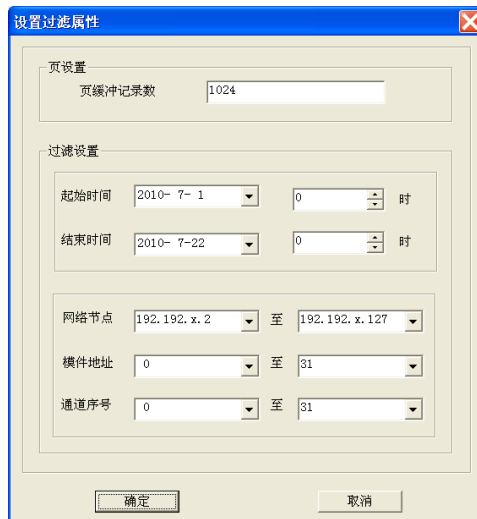 设置过滤属性
页设置
页缓冲记录数 1024
过滤设置
起始时间 2010- 7- 1 0 时
结束时间 2010- 7-22 0 时
网络节点 192.192.x.2 至 192.192.x.127
模件地址 0 至 31
通道序号 0 至 31
确定 取消